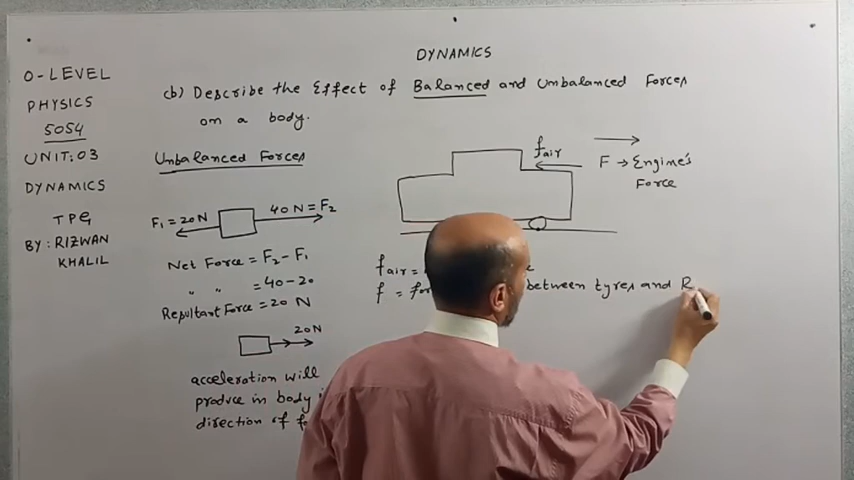 DYNAMICS
O-LEVEL
PHYSICS
5054
UNIT:03
DYNAMICS
TPG
BY: RIZWAN
KHALIL
(b) Describe the Effect of Balanced and Unbalanced Forces
on a body.
Unbalanced Forces
F₁=20N
40N=F₂
Net Force = F₂-F₁
" " =40-20
Resultant Force =20 N
20N
acceleration will
produce in body
direction of
fair
F → Engine's
Force
fair =
f = between tyres and R